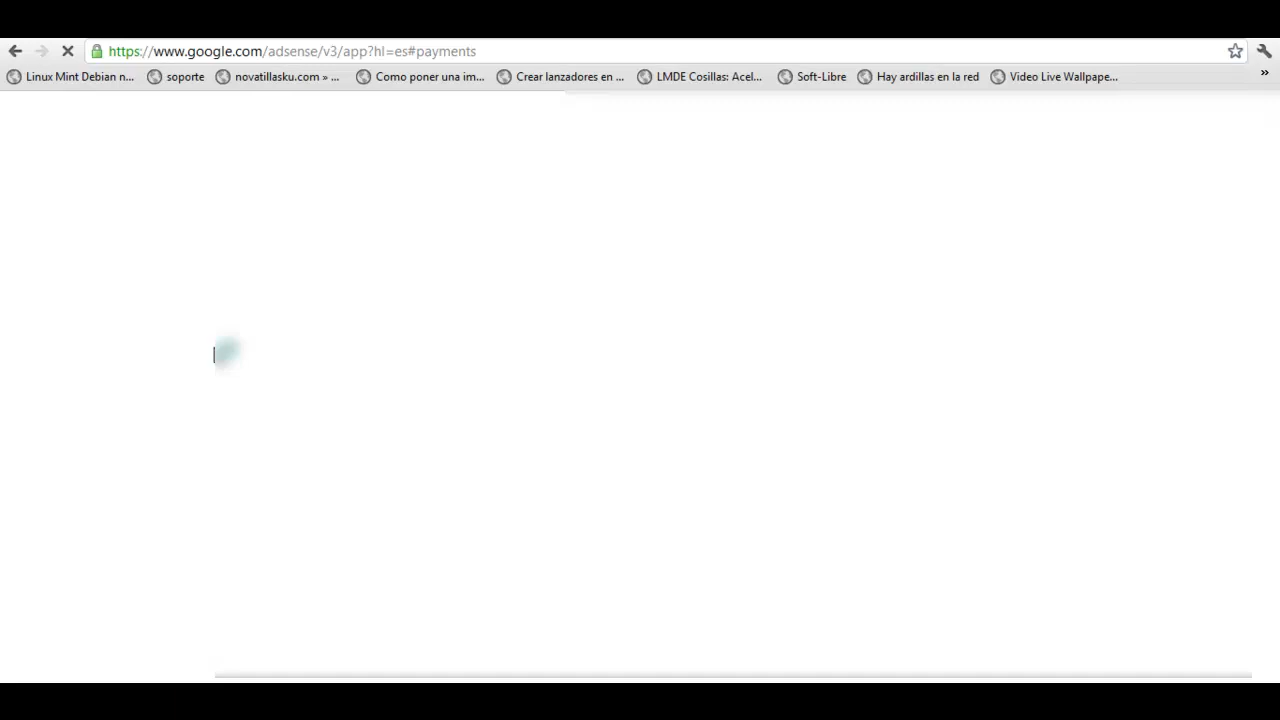 https://www.google.com/adsense/v3/app?hl=es#payments
Linux Mint Debian n... soporte novatillasku.com » ... Como poner una im... Crear lanzadores en ... LMDE Cosillas: Acel... Soft-Libre Hay ardillas en la red Video Live Wallpape... »